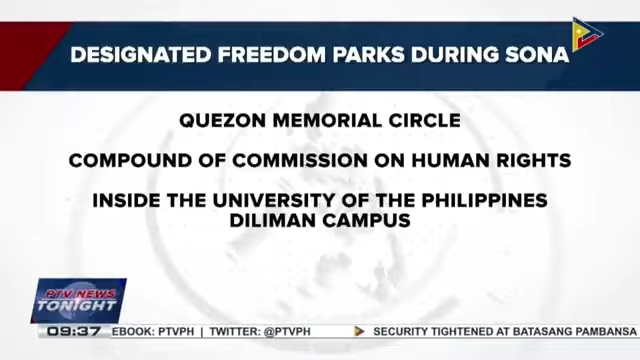 DESIGNATED FREEDOM PARKS DURING SONA
QUEZON MEMORIAL CIRCLE
COMPOUND OF COMMISSION ON HUMAN RIGHTS
INSIDE THE UNIVERSITY OF THE PHILIPPINES
DILIMAN CAMPUS
PTV NEWS
TONIGHT
09:37 EBOOK: PTVPH | TWITTER: @PTVPH SECURITY TIGHTENED AT BATASANG PAMBANSA